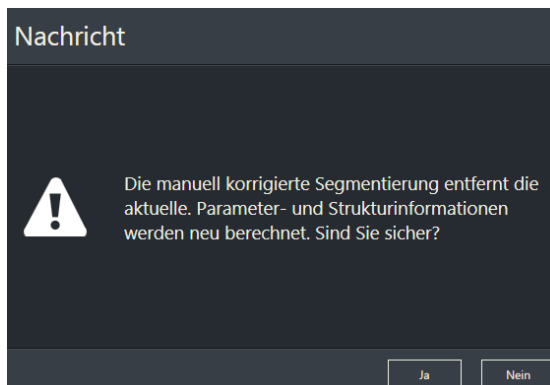 Nachricht
Die manuell korrigierte Segmentierung entfernt die
aktuelle. Parameter- und Strukturinformationen
werden neu berechnet. Sind Sie sicher?
Ja
Nein